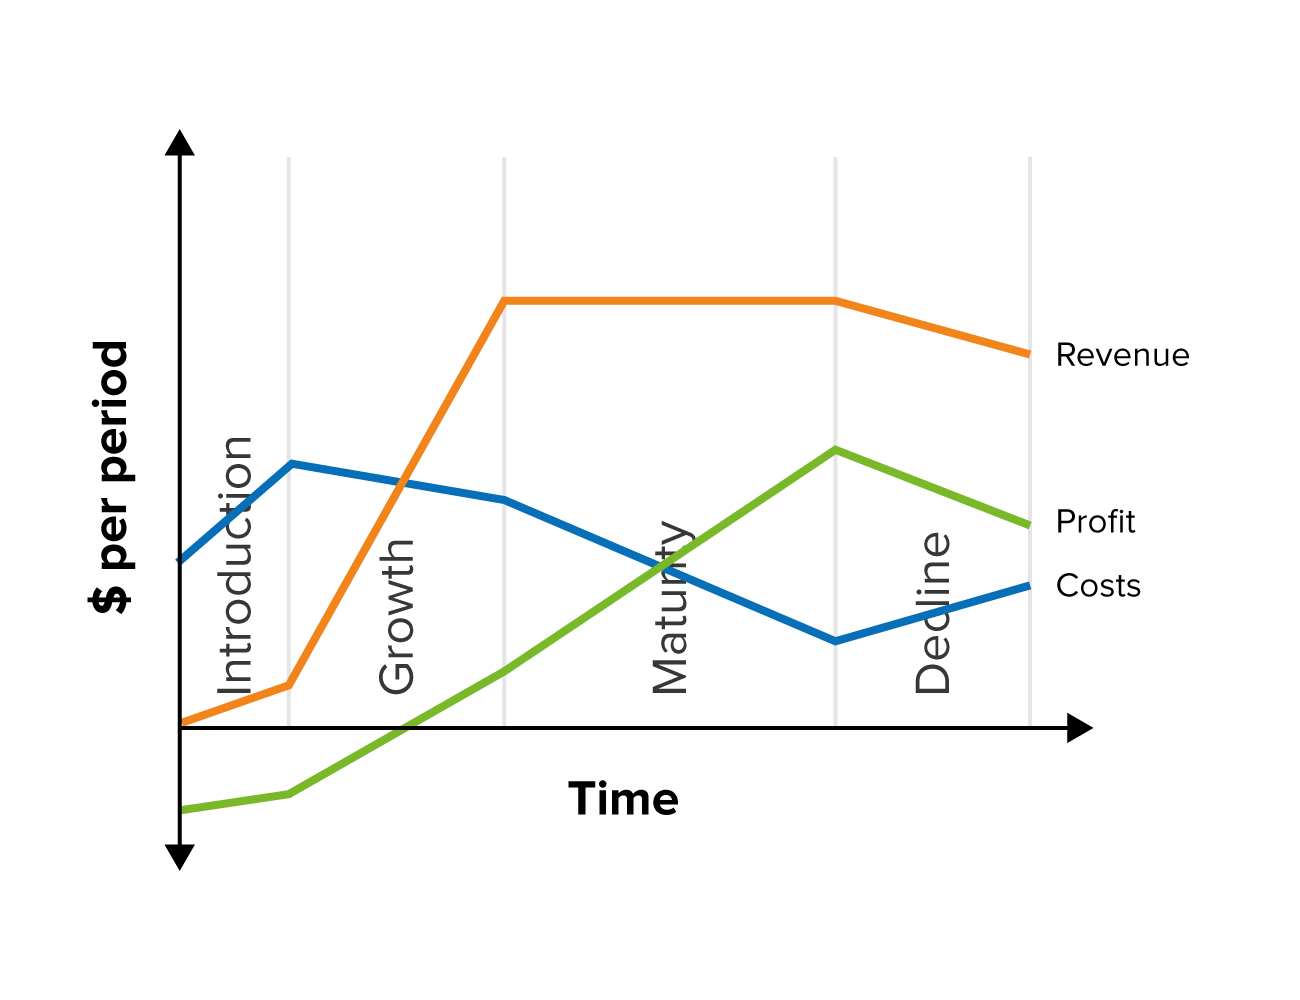 $ per period
Introduction
Growth
Maturity
Decline
Revenue
Profit
Costs
Time